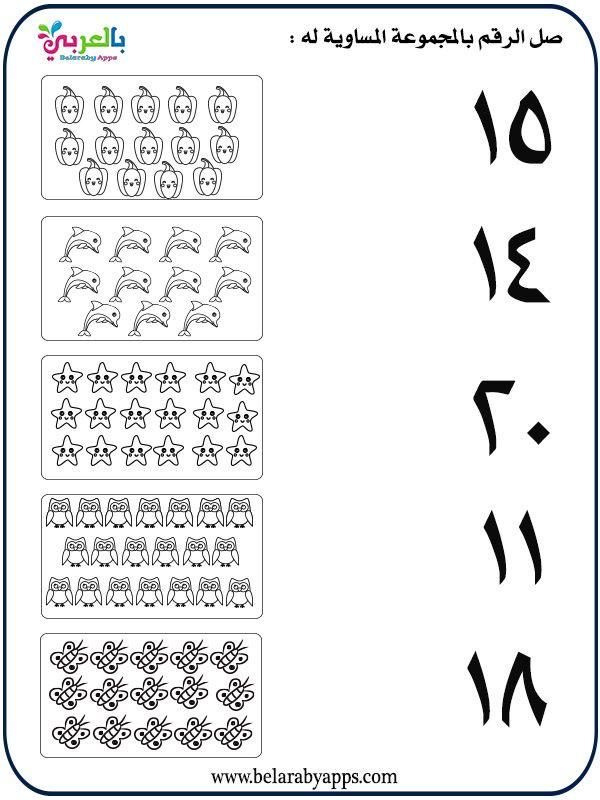 صل الرقم بالمجموعة المساوية له :
بالعربي
Belaraby Apps
١٥
١٤
٢٠
١١
١٨
www.belarabyapps.com